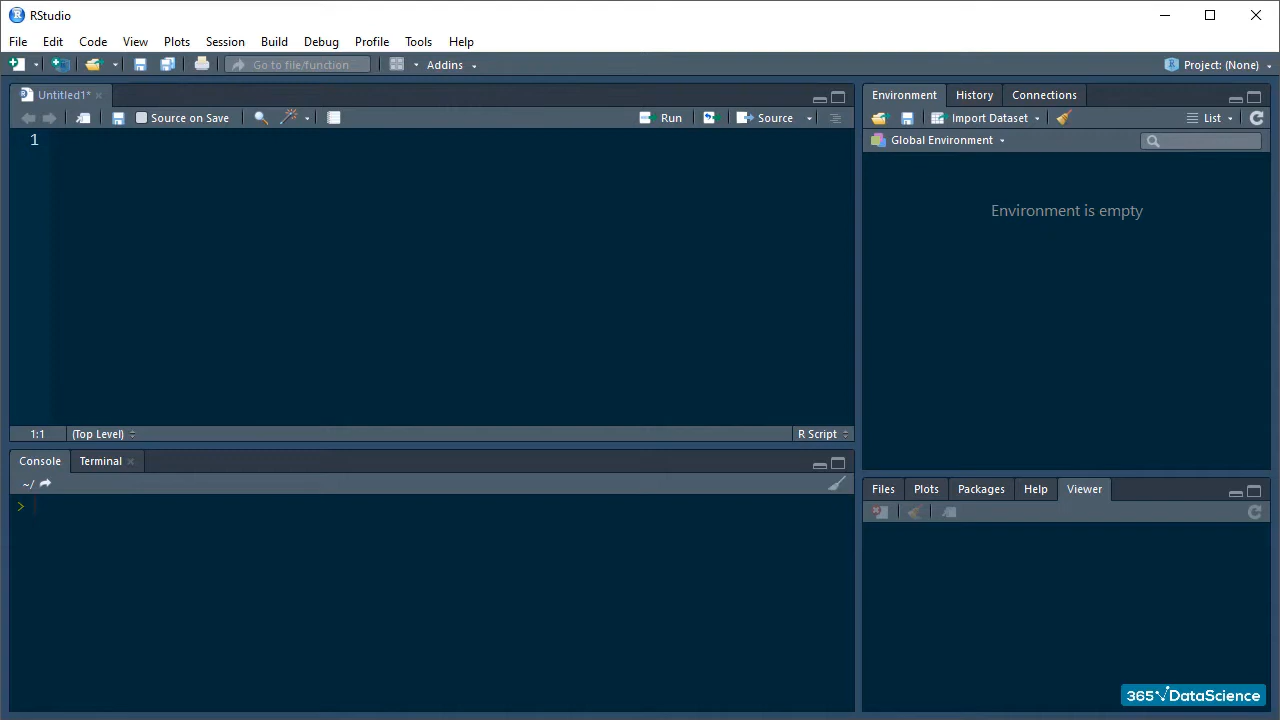 RStudio
File Edit Code View Plots Session Build Debug Profile Tools Help
Go to file/function Addins Project: (None)
Untitled1*
Source on Save Run Source
1
1:1 (Top Level) R Script
Console Terminal
~/
>
Environment History Connections
Import Dataset List
Global Environment
Environment is empty
Files Plots Packages Help Viewer
365 DataScience